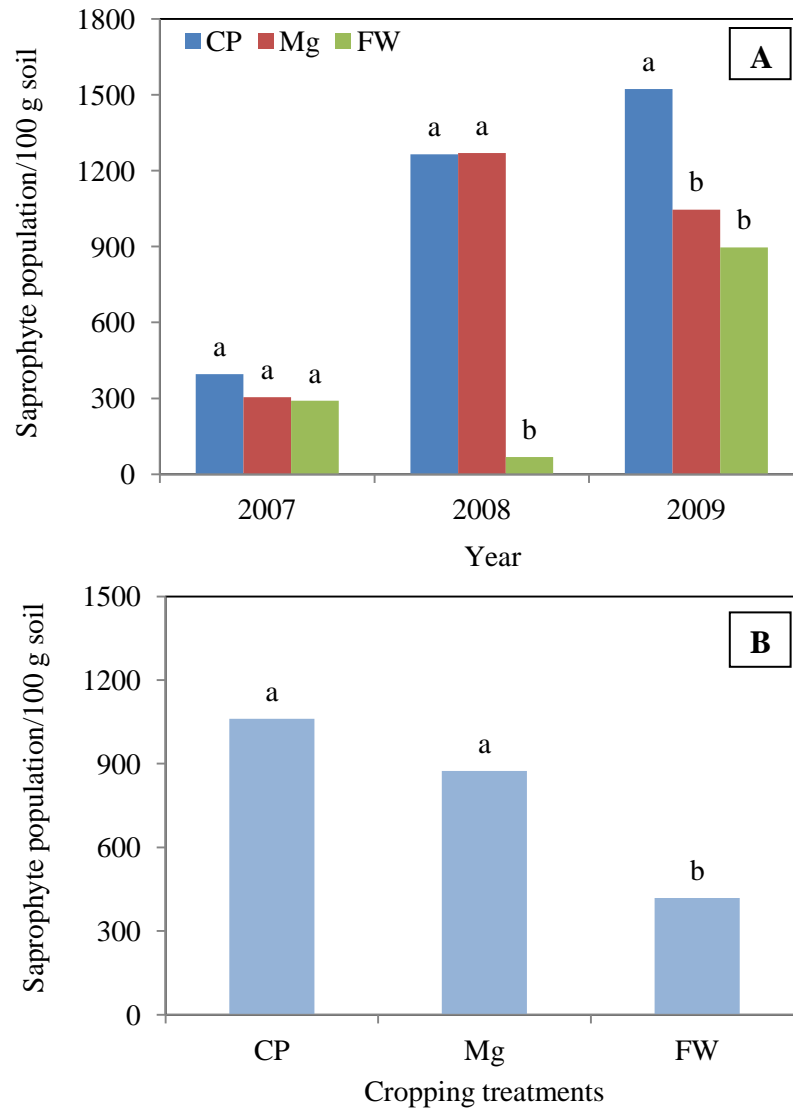 Saprophyte population/100 g soil
1800
1500
1200
900
600
300
0
CP Mg FW
A
a a a
a a b
a b b
2007 2008 2009
Year
Saprophyte population/100 g soil
1500
1200
900
600
300
0
B
a a b
CP Mg FW
Cropping treatments